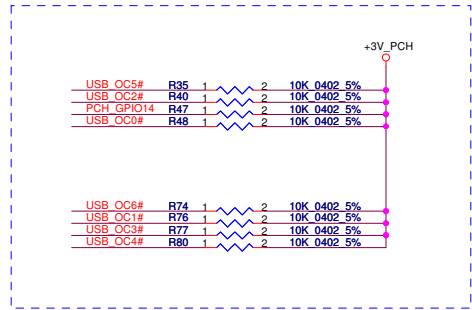 +3V_PCH
USB_OC5# R35 1 2 10K_0402_5%
USB_OC2# R40 1 2 10K_0402_5%
PCH_GPIO14 R47 1 2 10K_0402_5%
USB_OC0# R48 1 2 10K_0402_5%
USB_OC6# R74 1 2 10K_0402_5%
USB_OC1# R76 1 2 10K_0402_5%
USB_OC3# R77 1 2 10K_0402_5%
USB_OC4# R80 1 2 10K_0402_5%